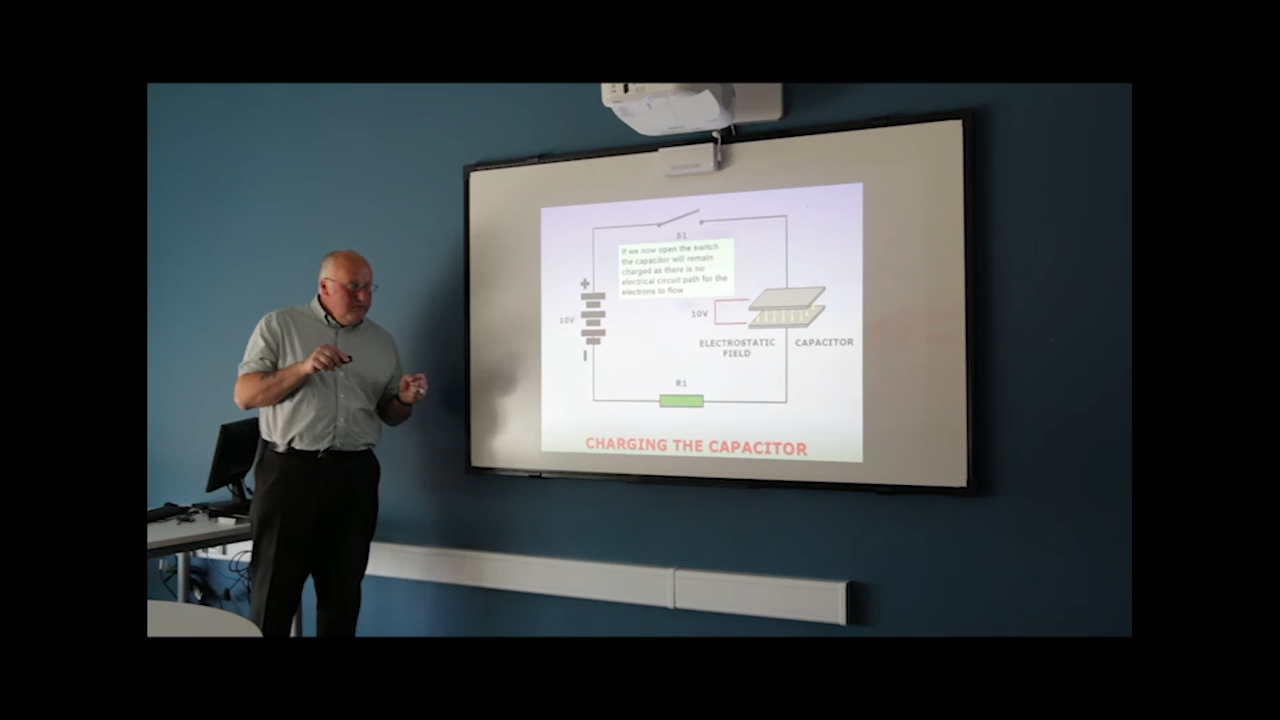 S1
If we now open the switch
the capacitor will remain
charged as there is no
electrical circuit path for the
electrons to flow
+
10V
10V
ELECTROSTATIC
FIELD
CAPACITOR
R1
CHARGING THE CAPACITOR